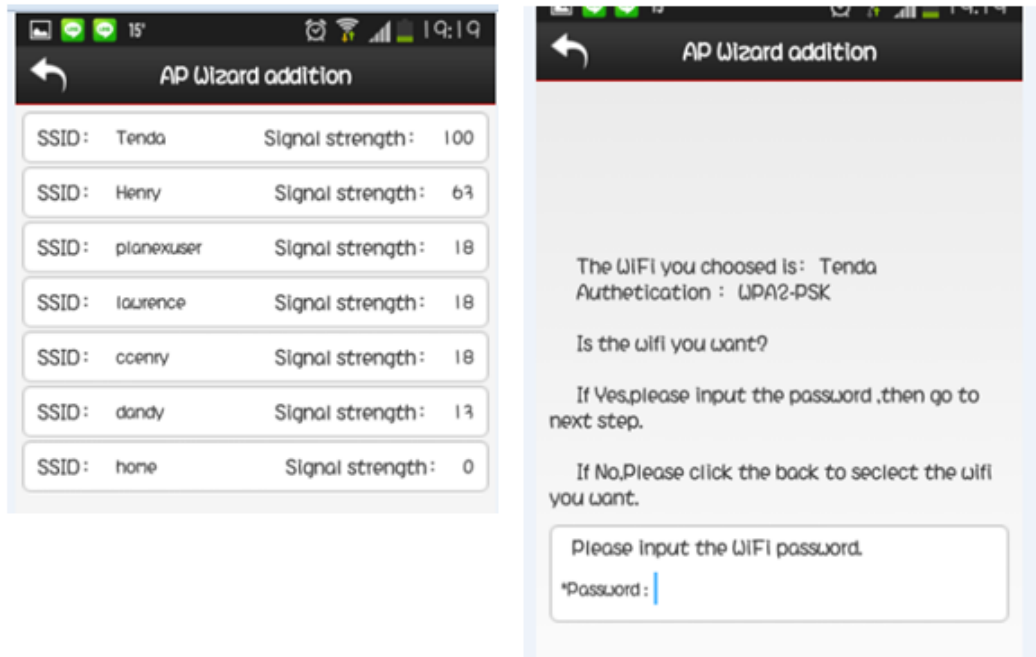 15°
19:19
AP Wizard addition
SSID: Tenda Signal strength: 100
SSID: Henry Signal strength: 63
SSID: planexuser Signal strength: 18
SSID: lawrence Signal strength: 18
SSID: ccenry Signal strength: 18
SSID: dandy Signal strength: 13
SSID: home Signal strength: 0
AP Wizard addition
The WiFi you choosed is: Tenda
Authetication : WPA2-PSK
Is the wifi you want?
If Yes,please input the password ,then go to
next step.
If No,Please click the back to seclect the wifi
you want.
Please input the WiFi password.
*Password: